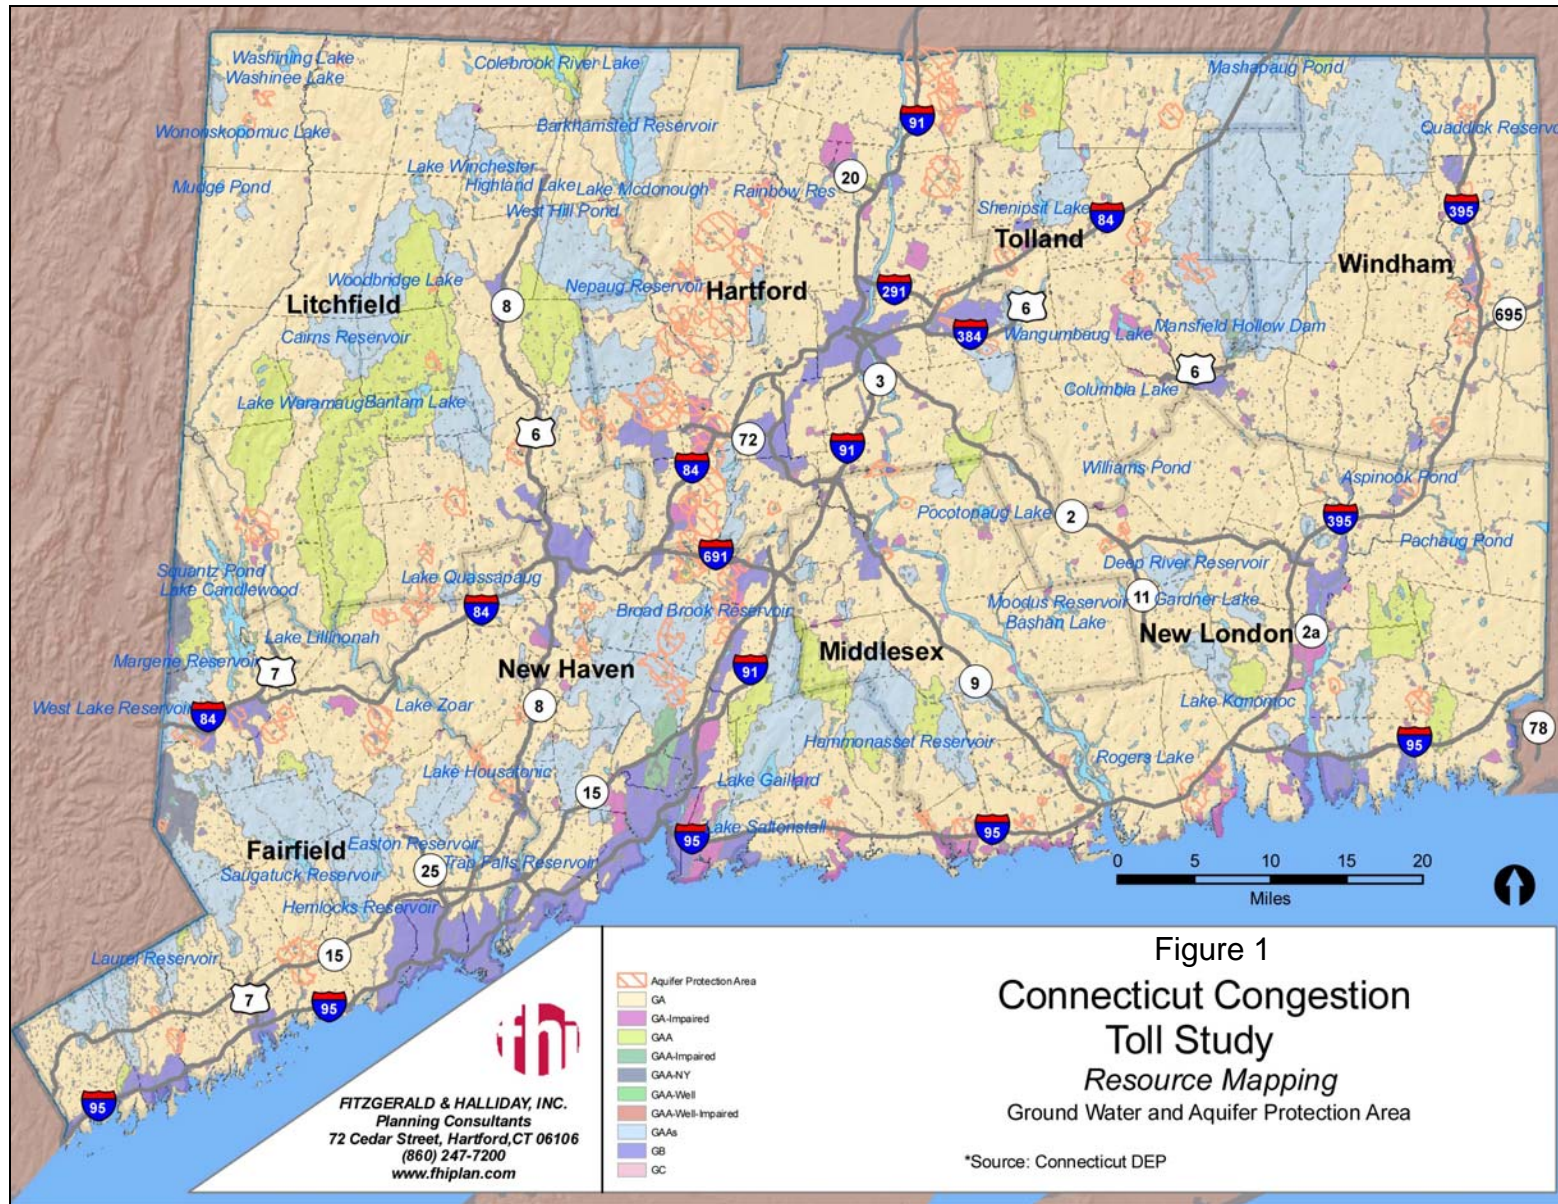 Washining Lake
Washinee Lake
Colebrook River Lake
Mashapaug Pond
91
Wononskopomuc Lake
Barkhamsted Reservoir
Quaddick Reservo
Lake Winchester
Mudge Pond
Highland Lake
Lake Mcdonough
Rainbow Res
20
West Hill Pond
Shenipsit Lake
84
395
Tolland
Windham
Woodbridge Lake
Nepaug Reservoir
Hartford
291
Litchfield
8
6
695
Cairns Reservoir
384
Wangumbaug Lake
Mansfield Hollow Dam
6
3
Columbia Lake
Lake Waramaug
Bantam Lake
6
72
91
84
Williams Pond
Aspinook Pond
Pocotopaug Lake
2
395
Pachaug Pond
691
Squantz Pond
Lake Candlewood
Lake Quassapaug
84
Deep River Reservoir
Broad Brook Reservoir
Moodus Reservoir
11
Gardner Lake
Bashan Lake
New London
2a
Lake Lillinonah
Margerie Reservoir
7
New Haven
91
Middlesex
9
West Lake Reservoir
84
Lake Zoar
8
Lake Konomoc
78
95
Hammonasset Reservoir
Rogers Lake
Lake Housatonic
15
Lake Gaillard
95
Lake Saltonstall
95
Fairfield
Easton Reservoir
25
Trap Falls Reservoir
Saugatuck Reservoir
Hemlocks Reservoir
0 5 10 15 20
Miles
Laurel Reservoir
15
7
95
95
fhi
FITZGERALD & HALLIDAY, INC.
Planning Consultants
72 Cedar Street, Hartford,CT 06106
(860) 247-7200
www.fhiplan.com
Aquifer Protection Area
GA
GA-Impaired
GAA
GAA-Impaired
GAA-NY
GAA-Well
GAA-Well-Impaired
GAAs
GB
GC
Figure 1
Connecticut Congestion
Toll Study
Resource Mapping
Ground Water and Aquifer Protection Area
*Source: Connecticut DEP